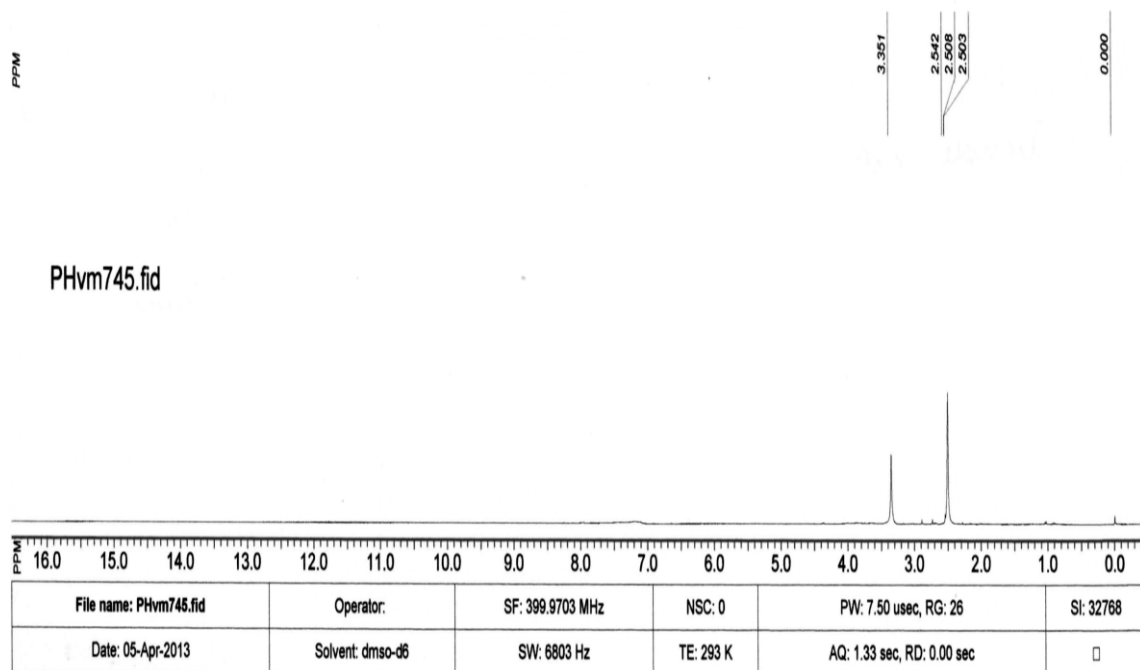 PPM
3.351
2.542
2.508
2.503
0.000
PHvm745.fid
PPM
16.0 15.0 14.0 13.0 12.0 11.0 10.0 9.0 8.0 7.0 6.0 5.0 4.0 3.0 2.0 1.0 0.0
File name: PHvm745.fid Operator: SF: 399.9703 MHz NSC: 0 PW: 7.50 usec, RG: 26 SI: 32768
Date: 05-Apr-2013 Solvent: dmso-d6 SW: 6803 Hz TE: 293 K AQ: 1.33 sec, RD: 0.00 sec